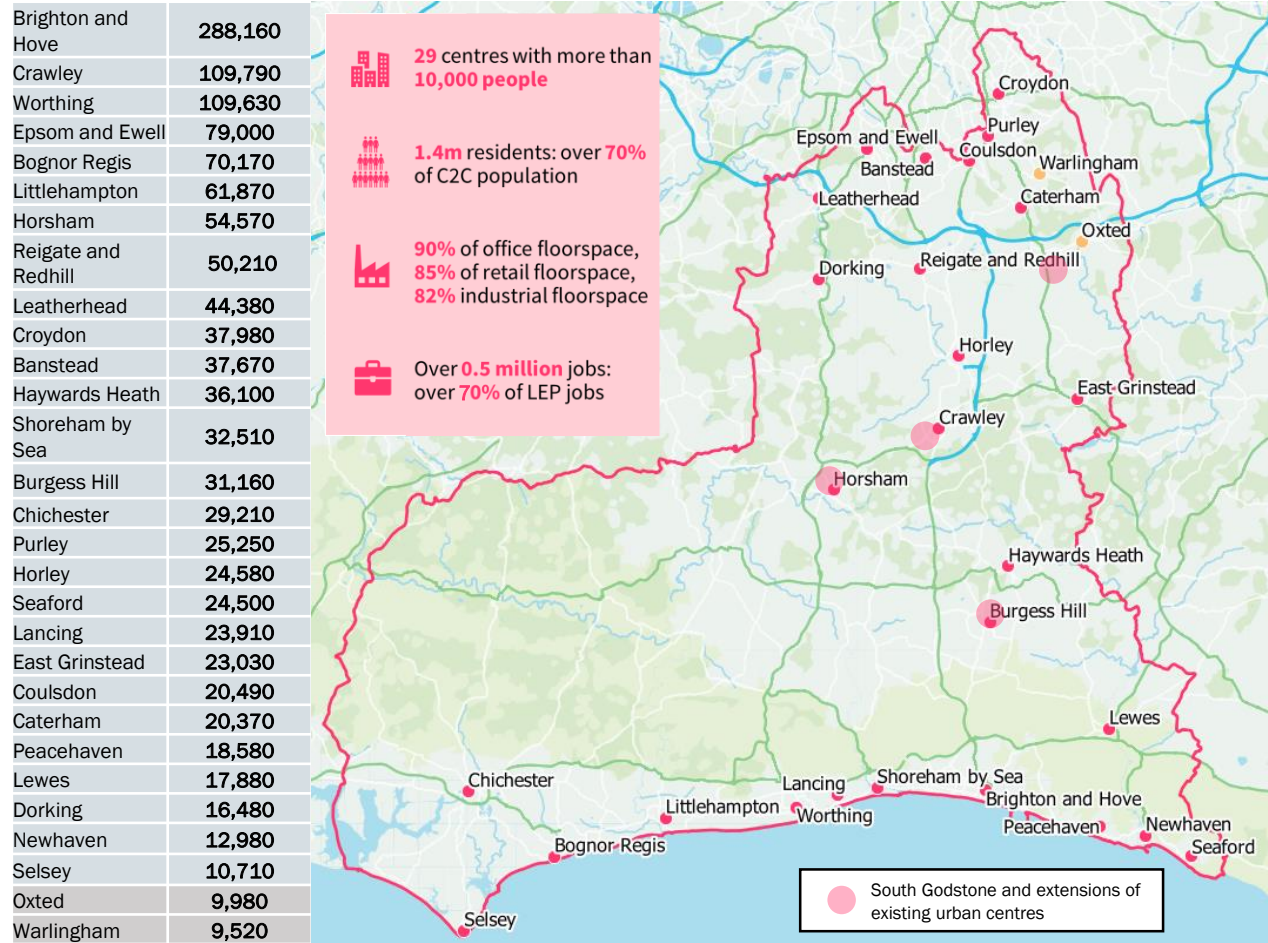 Brighton and
Hove 288,160
Crawley 109,790
Worthing 109,630
Epsom and Ewell 79,000
Bognor Regis 70,170
Littlehampton 61,870
Horsham 54,570
Reigate and
Redhill 50,210
Leatherhead 44,380
Croydon 37,980
Banstead 37,670
Haywards Heath 36,100
Shoreham by
Sea 32,510
Burgess Hill 31,160
Chichester 29,210
Purley 25,250
Horley 24,580
Seaford 24,500
Lancing 23,910
East Grinstead 23,030
Coulsdon 20,490
Caterham 20,370
Peacehaven 18,580
Lewes 17,880
Dorking 16,480
Newhaven 12,980
Selsey 10,710
Oxted 9,980
Warlingham 9,520
29 centres with more than
10,000 people
1.4m residents: over 70%
of C2C population
90% of office floorspace,
85% of retail floorspace,
82% industrial floorspace
Over 0.5 million jobs:
over 70% of LEP jobs
Croydon
Purley
Epsom and Ewell
Coulsdon
Warlingham
Banstead
Caterham
Leatherhead
Oxted
Reigate and Redhill
Dorking
Horley
East Grinstead
Crawley
Horsham
Haywards Heath
Burgess Hill
Lewes
Chichester
Lancing
Shoreham by Sea
Littlehampton
Worthing
Brighton and Hove
Peacehaven
Newhaven
Bognor Regis
Seaford
Selsey
South Godstone and extensions of
existing urban centres